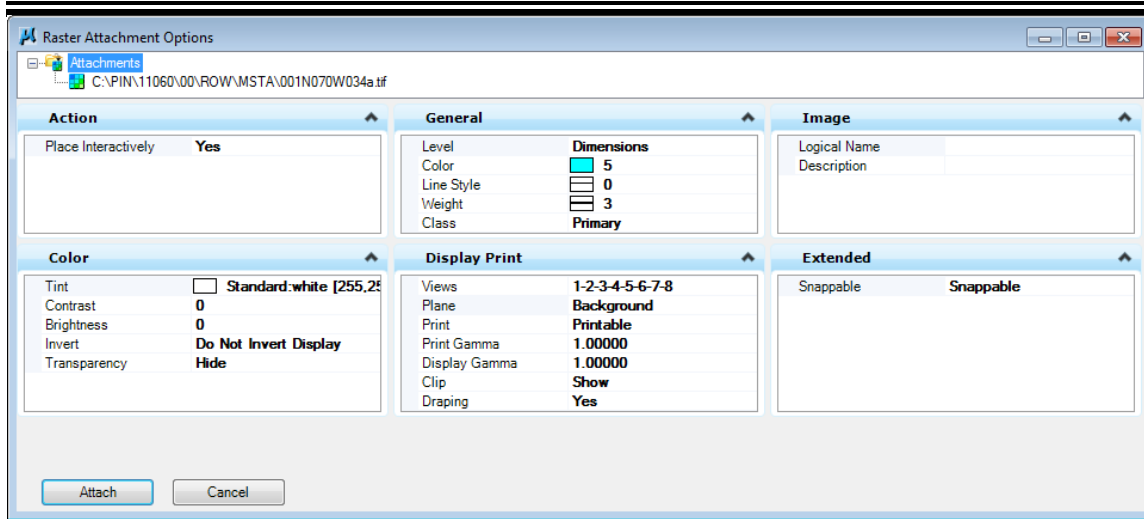 Raster Attachment Options
Attachments
C:\PIN\11060\00\ROW\MSTA\001N070W034a.tif
Action
Place Interactively Yes
General
Level Dimensions
Color 5
Line Style 0
Weight 3
Class Primary
Image
Logical Name
Description
Color
Tint Standard:white [255,25
Contrast 0
Brightness 0
Invert Do Not Invert Display
Transparency Hide
Display Print
Views 1-2-3-4-5-6-7-8
Plane Background
Print Printable
Print Gamma 1.00000
Display Gamma 1.00000
Clip Show
Draping Yes
Extended
Snappable Snappable
Attach Cancel